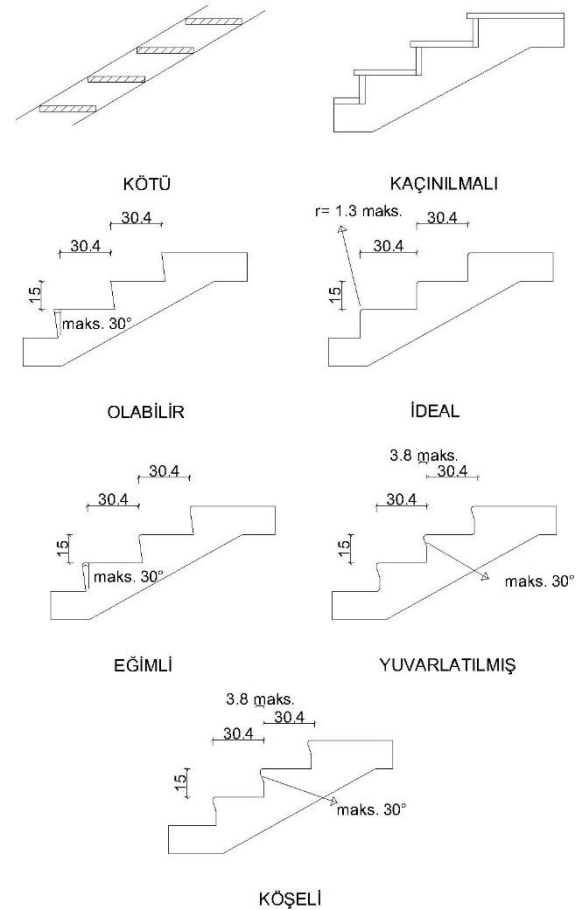 KÖTÜ
KAÇINILMALI
30.4
30.4
15
maks. 30°
r= 1.3 maks.
30.4
30.4
15
OLABİLİR
İDEAL
30.4
30.4
15
maks. 30°
3.8 maks.
30.4
30.4
15
maks. 30°
EĞİMLİ
YUVARLATILMIŞ
3.8 maks.
30.4
30.4
15
maks. 30°
KÖŞELİ